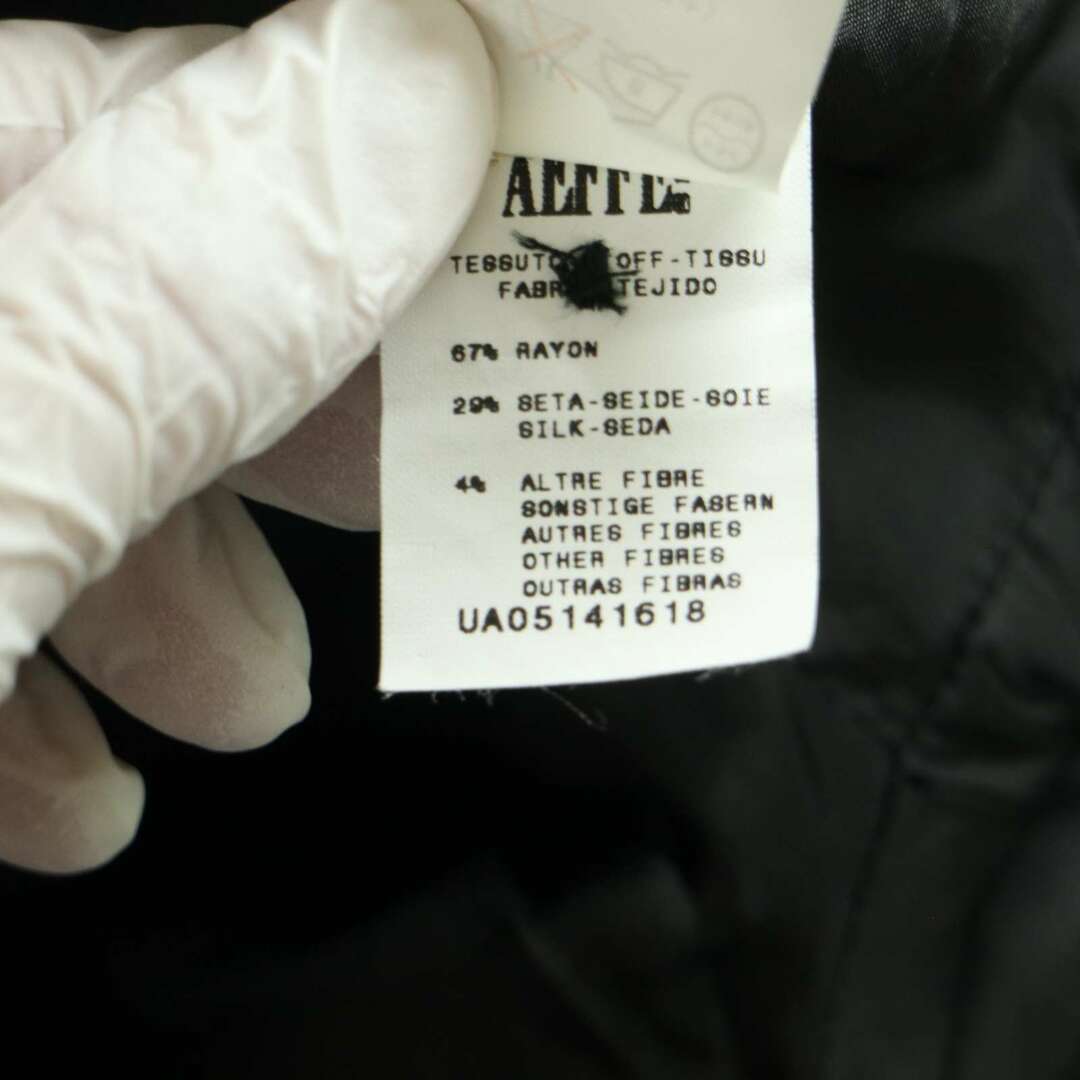 TESSUTO
OFF-TISSU
TEJIDO
67% RAYON
29% SETA-SEIDE-SOIE
SILK-SEDA
4% ALTRE FIBRE
SONSTIGE FASERN
AUTRES FIBRES
OTHER FIBRES
OUTRAS FIBRAS
UA05141618